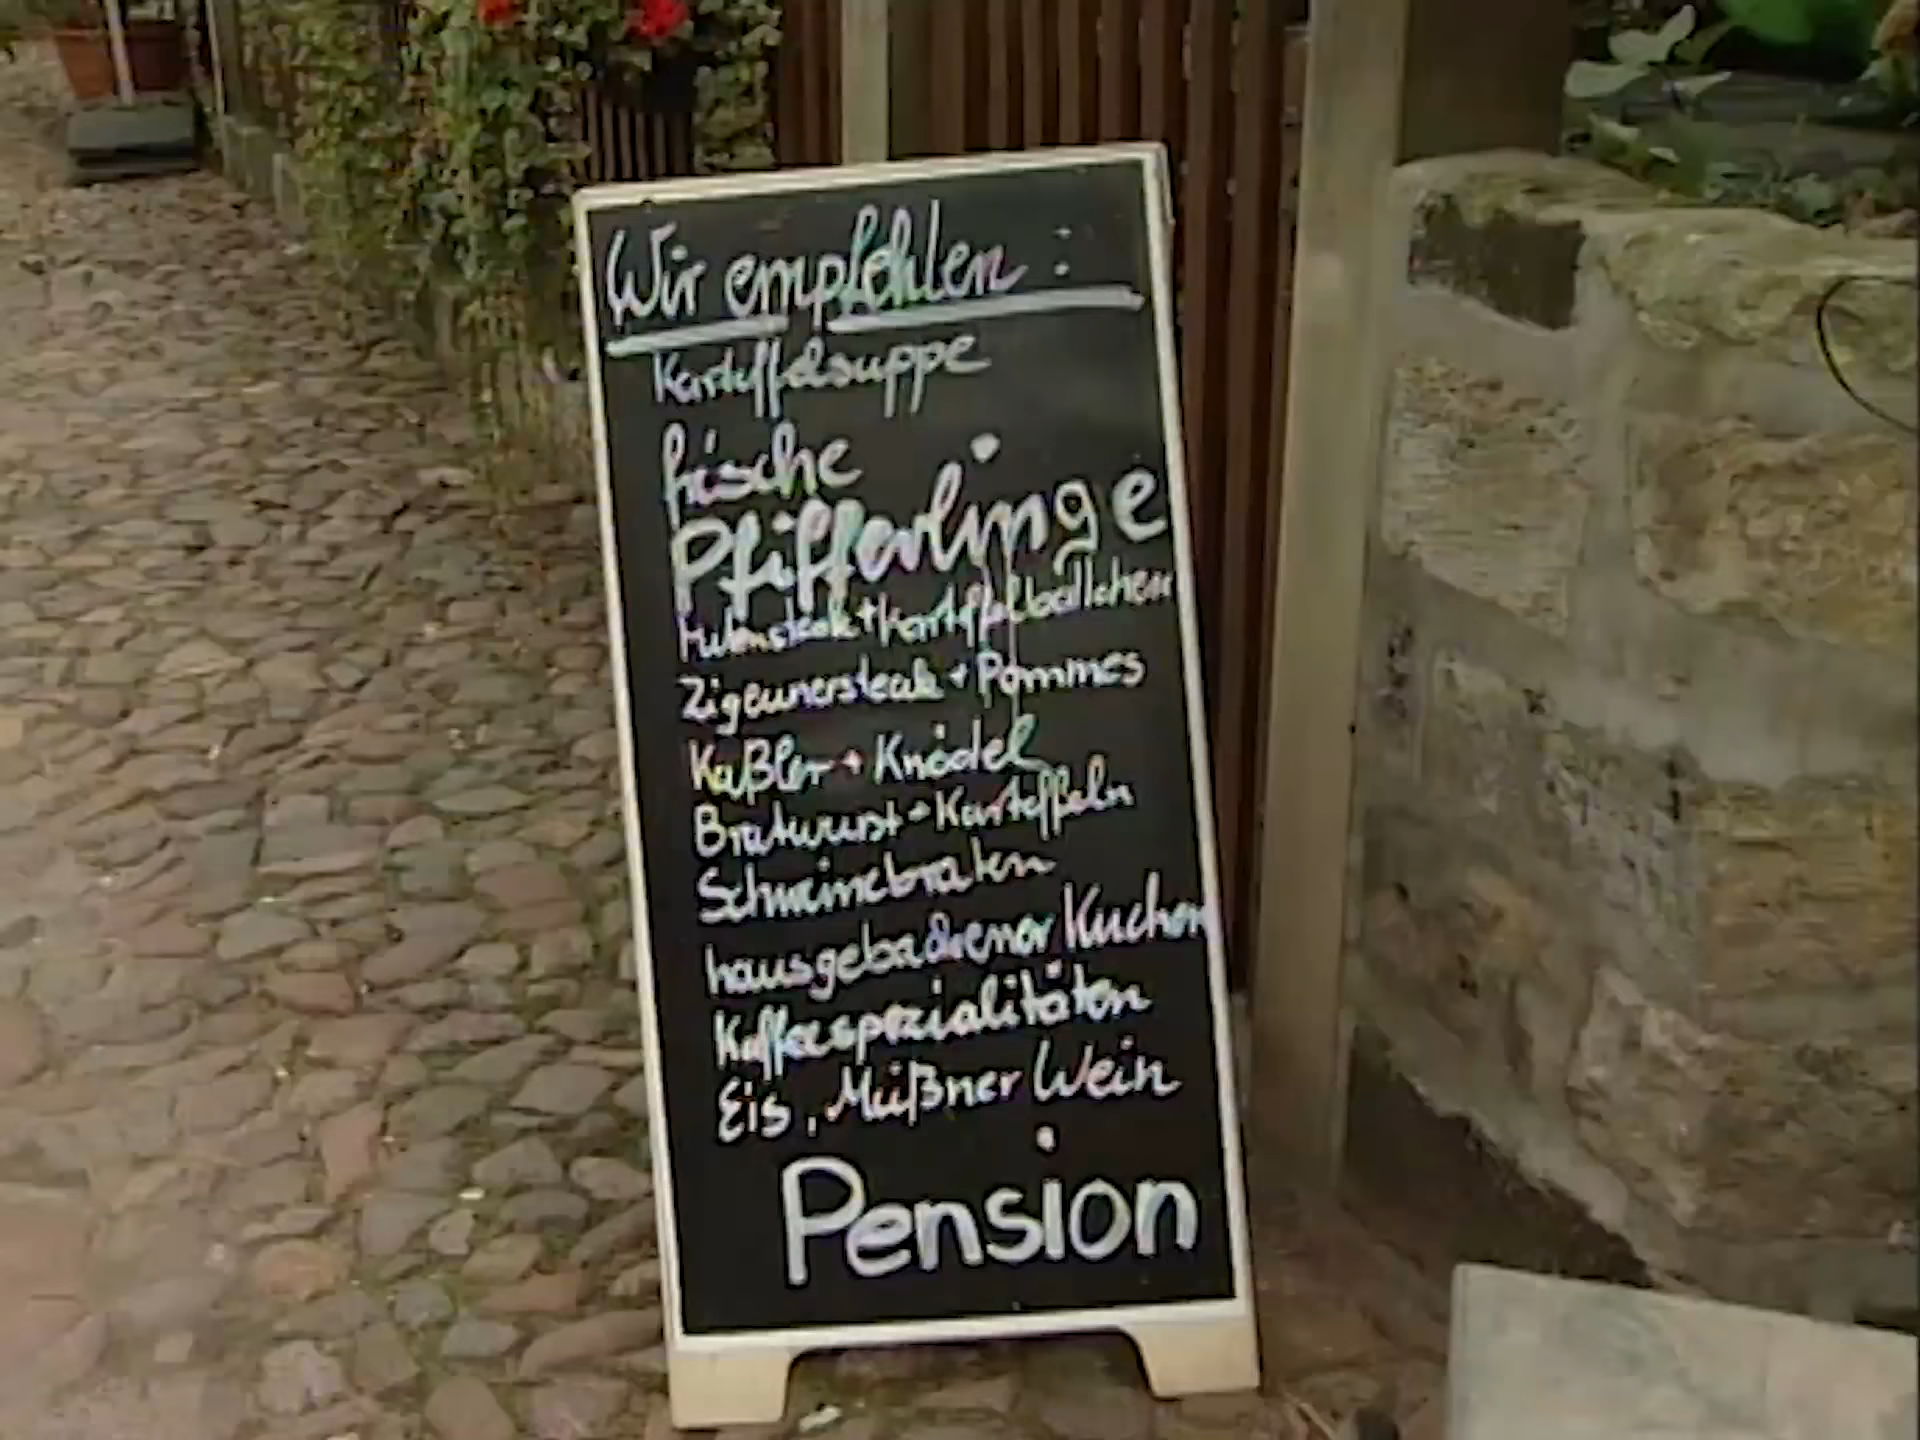 Wir empfehlen :
Kartoffelsuppe
frische
Pfifferlinge
Putensteak + Kartoffelbällchen
Zigeunersteak + Pommes
Kaßler + Knödel
Bratwurst + Kartoffeln
Schweinebraten
hausgebackener Kuchen
Kaffeespezialitäten
Eis, Meißner Wein
Pension